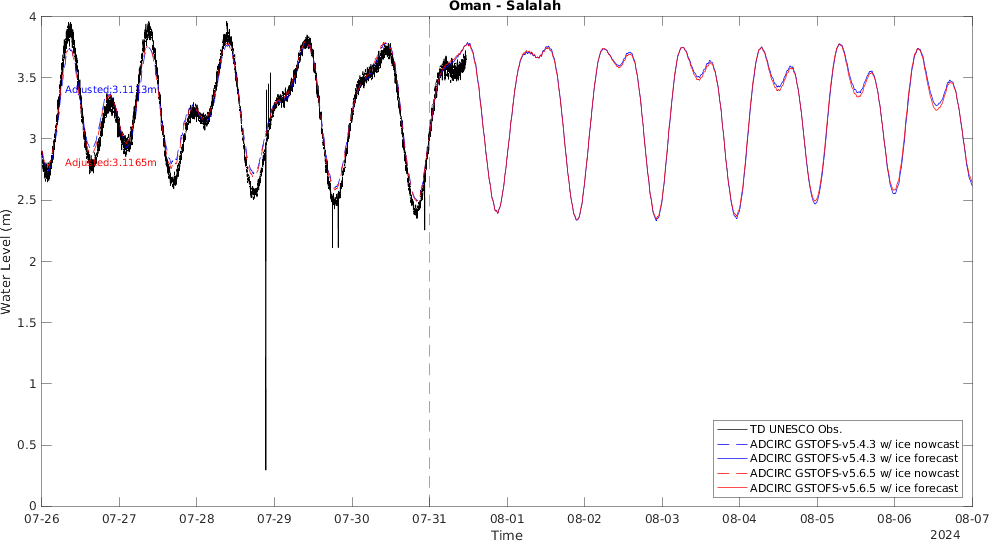 Oman - Salalah
4
3.5
3
2.5
2
1.5
1
0.5
0
Water Level (m)
Adjusted:3.1113m
Adjusted:3.1165m
TD UNESCO Obs.
ADCIRC GSTOFS-v5.4.3 w/ ice nowcast
ADCIRC GSTOFS-v5.4.3 w/ ice forecast
ADCIRC GSTOFS-v5.6.5 w/ ice nowcast
ADCIRC GSTOFS-v5.6.5 w/ ice forecast
07-26 07-27 07-28 07-29 07-30 07-31 08-01 08-02 08-03 08-04 08-05 08-06 08-07
Time
2024